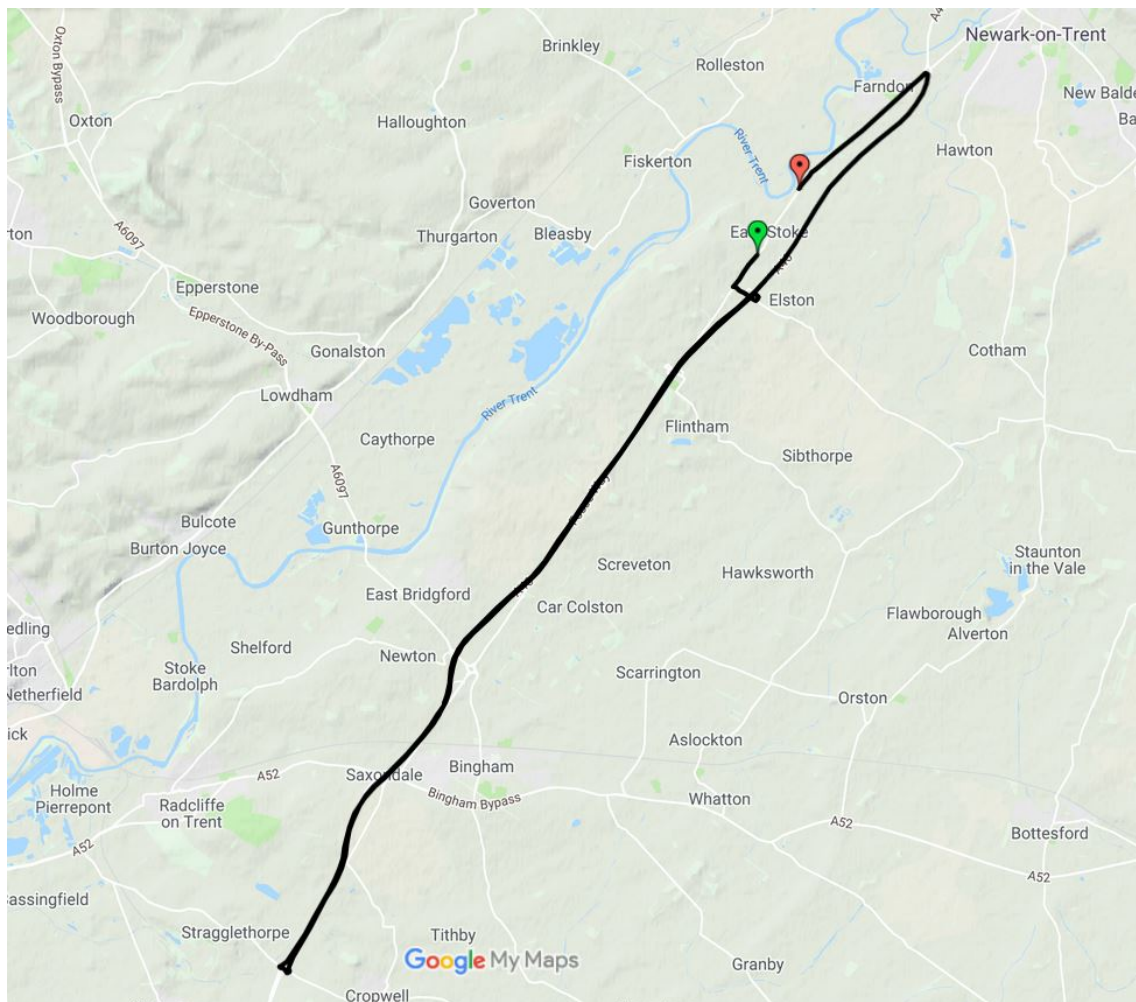 Newark-on-Trent
Brinkley
Rolleston
Oxton Bypass
Farndon
New Balde
Oxton
Halloughton
Hawton
River Trent
Fiskerton
Goverton
A6097
Thurgarton
Bleasby
East Stoke
Epperstone
Elston
Woodborough
Epperstone By-Pass
Gonalston
Cotham
Lowdham
River Trent
Caythorpe
Flintham
Sibthorpe
A6097
Bulcote
Gunthorpe
Burton Joyce
Staunton
in the Vale
Screveton
Hawksworth
East Bridgford
Car Colston
Flawborough
Alverton
Shelford
Newton
Stoke
Bardolph
Scarrington
Netherfield
Orston
Aslockton
A52
Saxondale
Bingham
Holme
Pierrepont
Radcliffe
on Trent
Bingham Bypass
Whatton
A52
Bottesford
A52
A52
Stragglethorpe
Tithby
Google My Maps
Granby
Cropwell